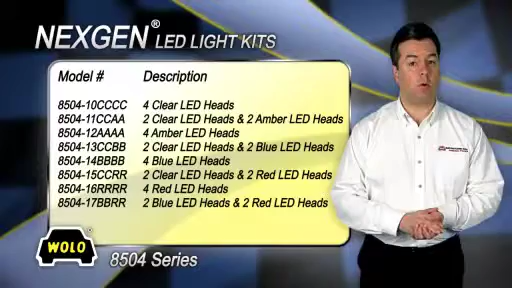 NEXGEN® LED LIGHT KITS
Model # Description
8504-10CCCC 4 Clear LED Heads
8504-11CCAA 2 Clear LED Heads & 2 Amber LED Heads
8504-12AAAA 4 Amber LED Heads
8504-13CCBB 2 Clear LED Heads & 2 Blue LED Heads
8504-14BBBB 4 Blue LED Heads
8504-15CCRR 2 Clear LED Heads & 2 Red LED Heads
8504-16RRRR 4 Red LED Heads
8504-17BBRR 2 Blue LED Heads & 2 Red LED Heads
WOLO® 8504 Series